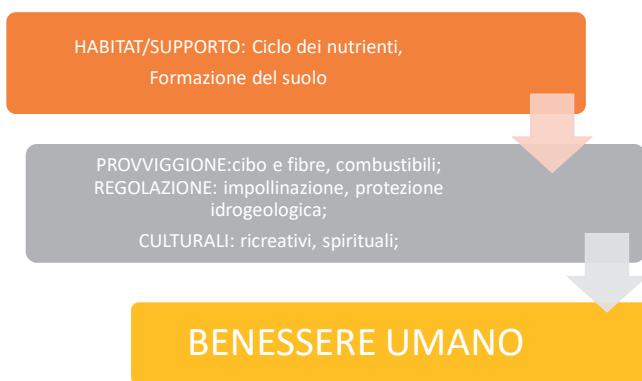 HABITAT/SUPPORTO: Ciclo dei nutrienti,
Formazione del suolo
PROVVIGGIONE:cibo e fibre, combustibili;
REGOLAZIONE: impollinazione, protezione
idrogeologica;
CULTURALI: ricreativi, spirituali;
BENESSERE UMANO